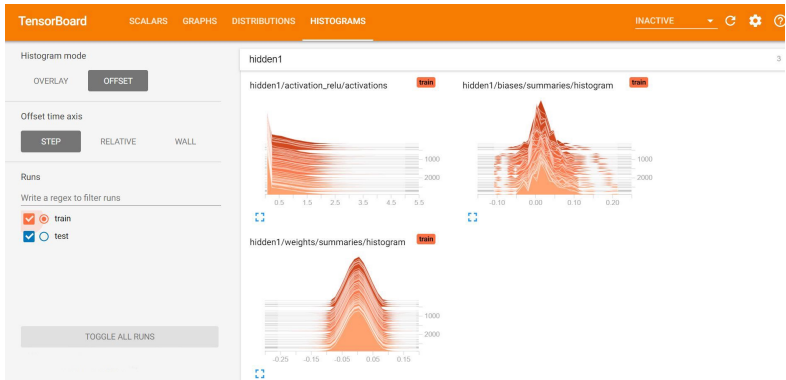 TensorBoard SCALARS GRAPHS DISTRIBUTIONS HISTOGRAMS INACTIVE
Histogram mode
OVERLAY OFFSET
Offset time axis
STEP RELATIVE WALL
Runs
Write a regex to filter runs
train
test
TOGGLE ALL RUNS
hidden1 3
hidden1/activation_relu/activations train
1000
2000
0.5 1.5 2.5 3.5 4.5 5.5
hidden1/biases/summaries/histogram train
1000
2000
-0.10 0.00 0.10 0.20
hidden1/weights/summaries/histogram train
1000
2000
-0.25 -0.15 -0.05 0.05 0.15